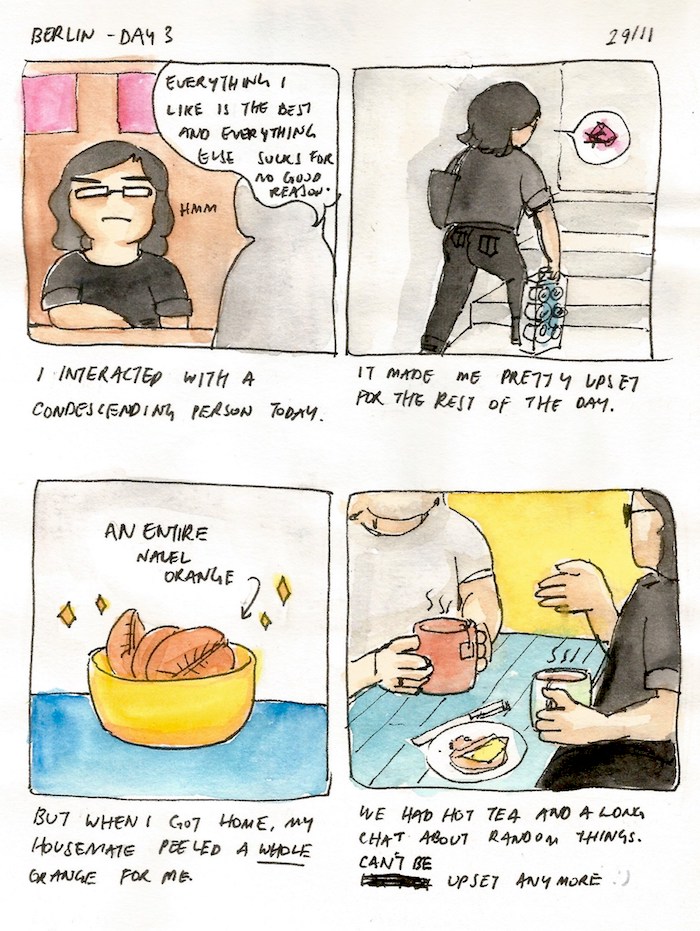 BERLIN - DAY 3
29/11
EVERYTHING I
LIKE IS THE BEST
AND EVERYTHING
ELSE SUCKS FOR
NO GOOD
REASON.
HMM
I INTERACTED WITH A
CONDESCENDING PERSON TODAY.
IT MADE ME PRETTY UPSET
FOR THE REST OF THE DAY.
AN ENTIRE
NAVEL
ORANGE
BUT WHEN I GOT HOME, MY
HOUSEMATE PEELED A WHOLE
ORANGE FOR ME.
WE HAD HOT TEA AND A LONG
CHAT ABOUT RANDOM THINGS.
CAN'T BE
UPSET ANYMORE :)